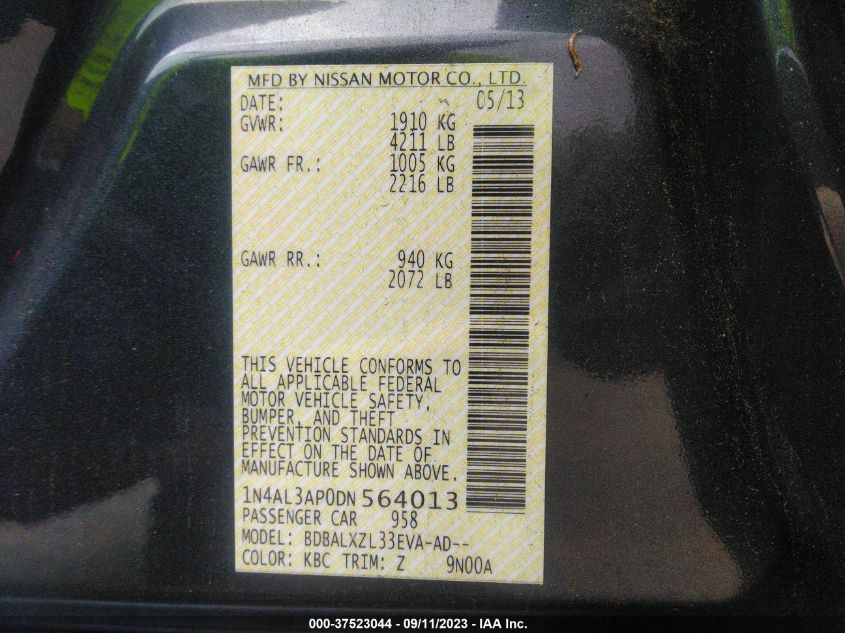 MFD BY NISSAN MOTOR CO., LTD.
DATE: 05/13
GVWR: 1910 KG
4211 LB
GAWR FR.: 1005 KG
2216 LB
GAWR RR.: 940 KG
2072 LB
THIS VEHICLE CONFORMS TO
ALL APPLICABLE FEDERAL
MOTOR VEHICLE SAFETY,
BUMPER, AND THEFT
PREVENTION STANDARDS IN
EFFECT ON THE DATE OF
MANUFACTURE SHOWN ABOVE.
1N4AL3AP0DN564013
PASSENGER CAR 958
MODEL: BDBALXZL33EVA-AD--
COLOR: KBC TRIM: Z 9N00A
000-37523044 - 09/11/2023 - IAA Inc.